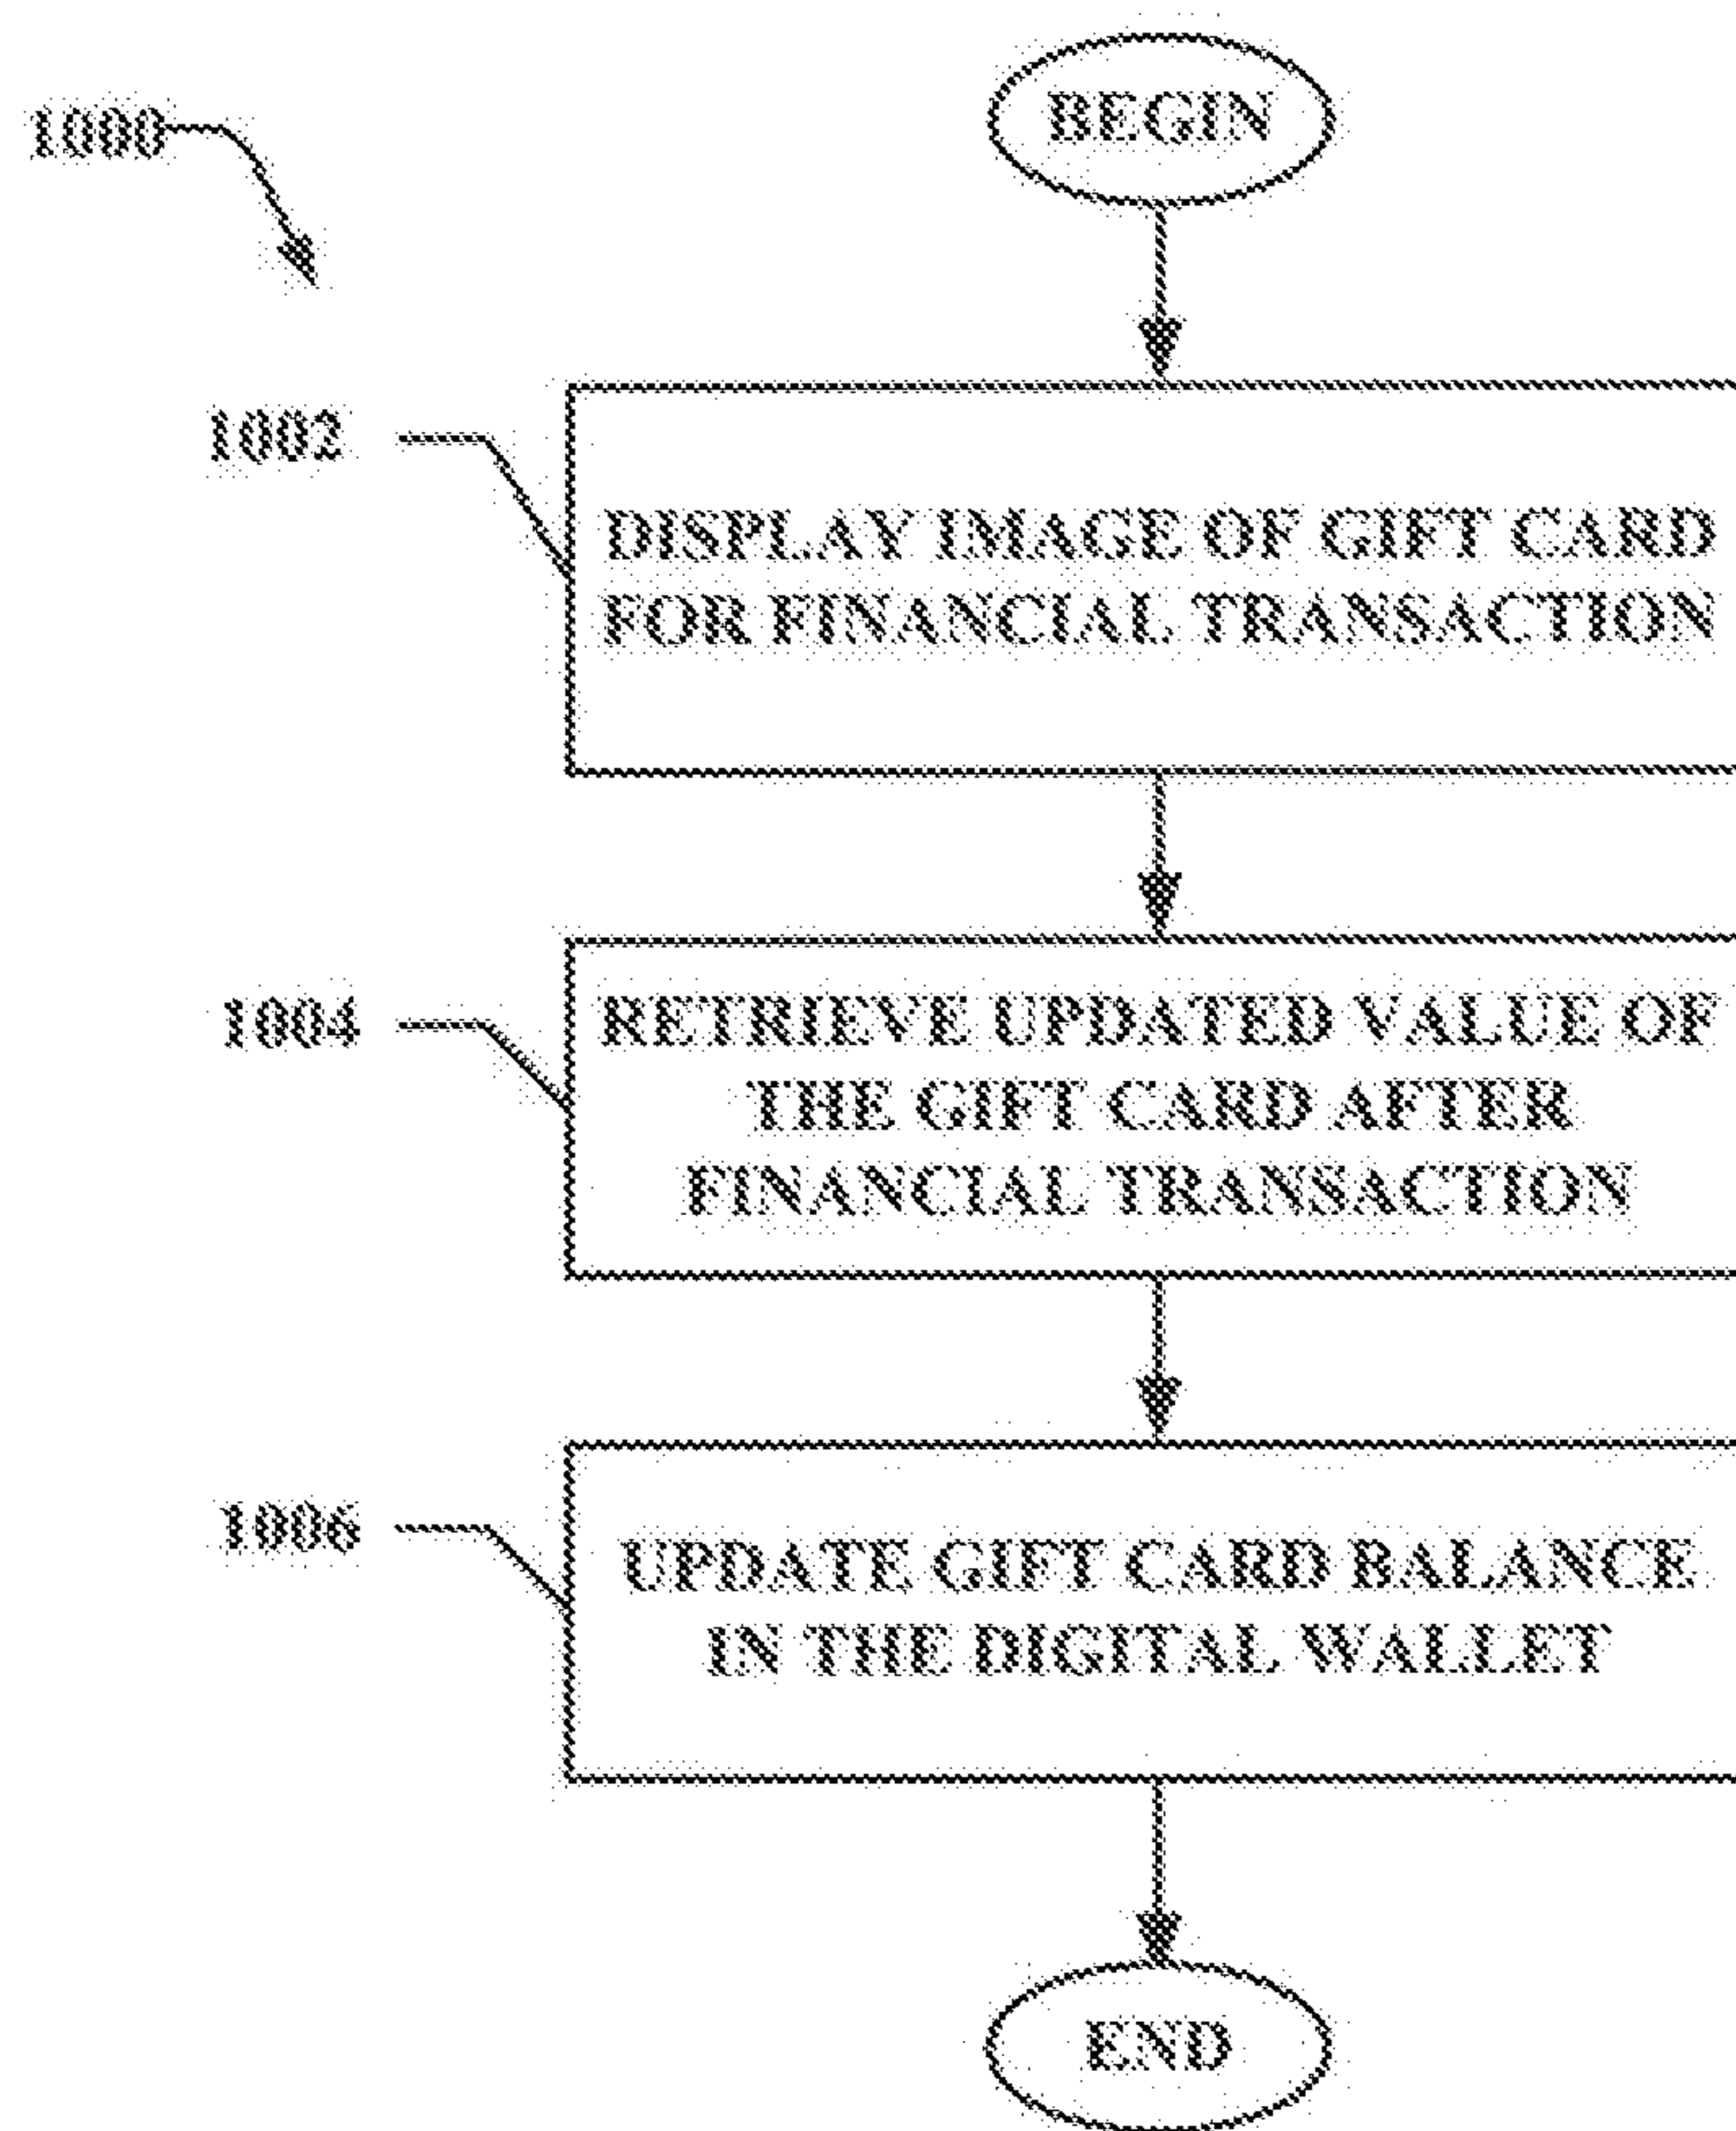 1000
BEGIN
1002
DISPLAY IMAGE OF GIFT CARD
FOR FINANCIAL TRANSACTION
1004
RETRIEVE UPDATED VALUE OF
THE GIFT CARD AFTER
FINANCIAL TRANSACTION
1006
UPDATE GIFT CARD BALANCE
IN THE DIGITAL WALLET
END